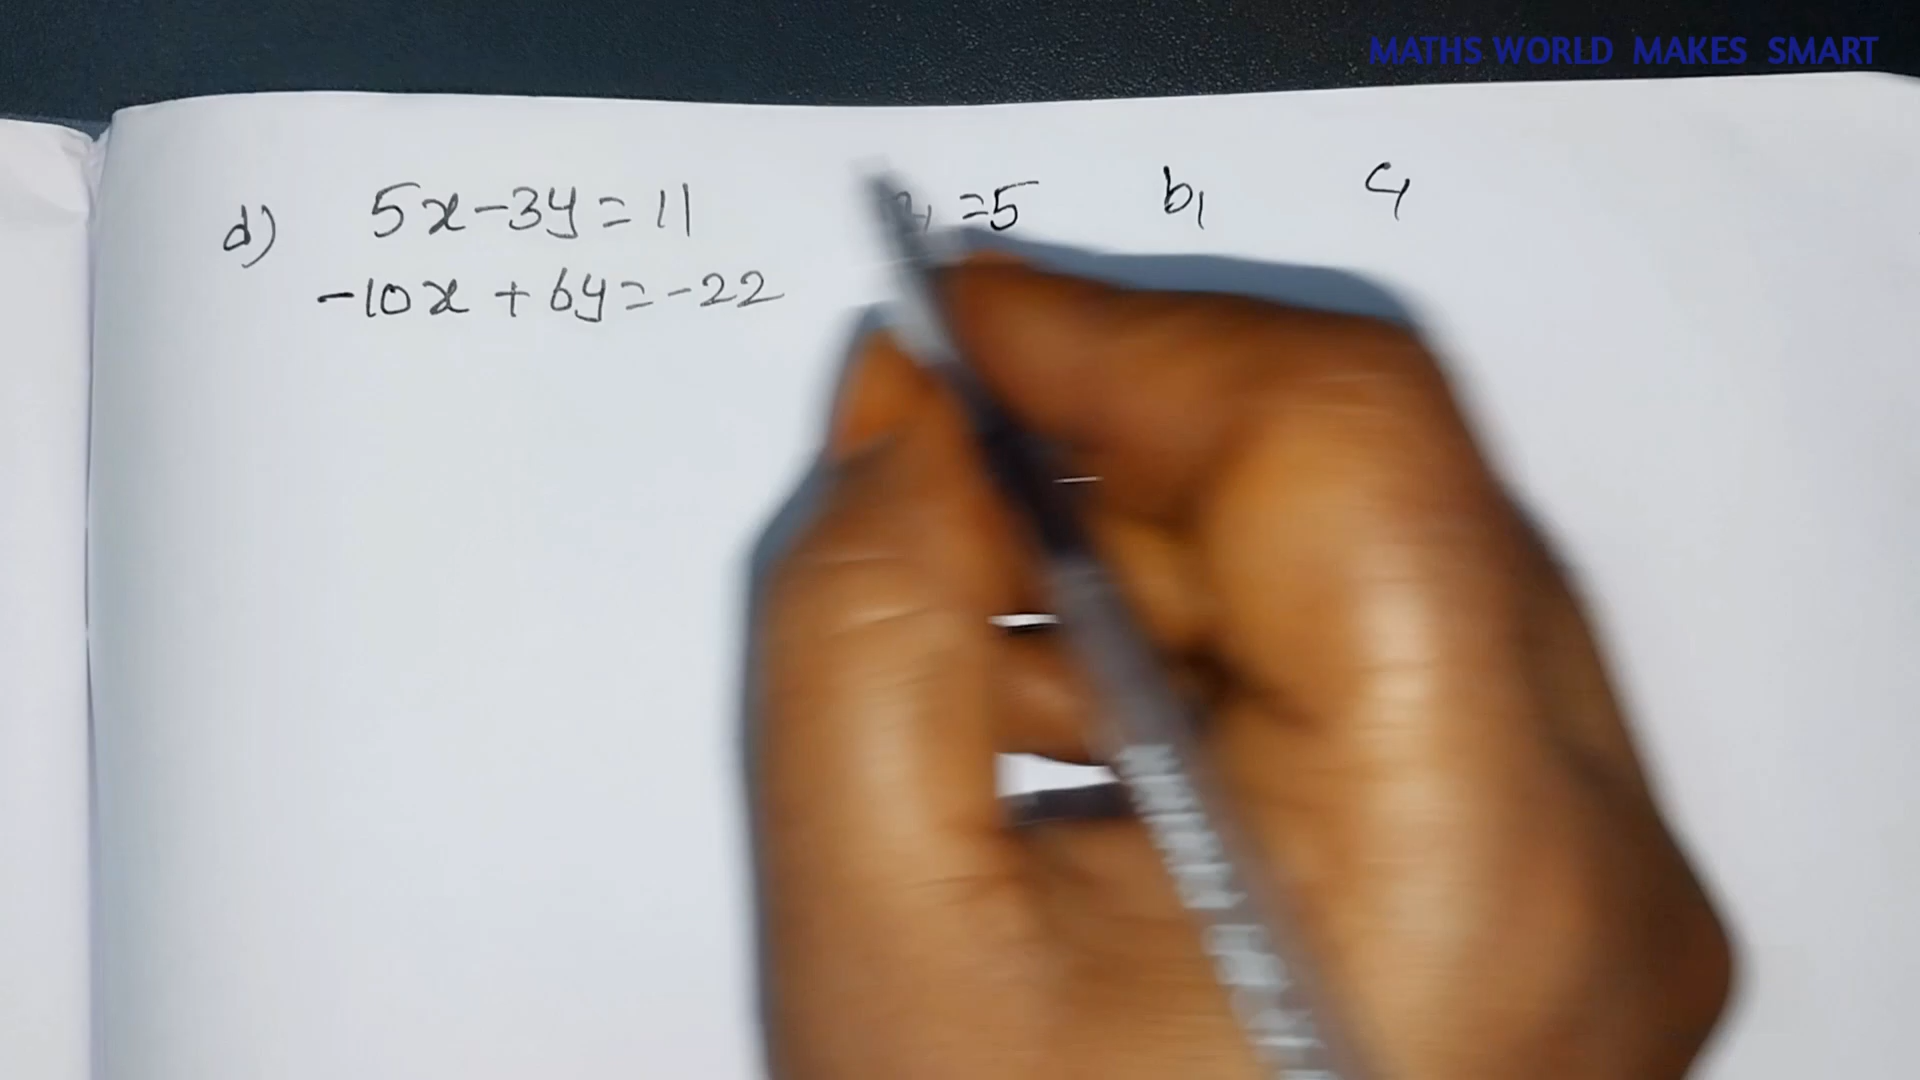 MATHS WORLD MAKES SMART
d) 5x-3y=11 =5 b₁ c₁
-10x+6y=-22